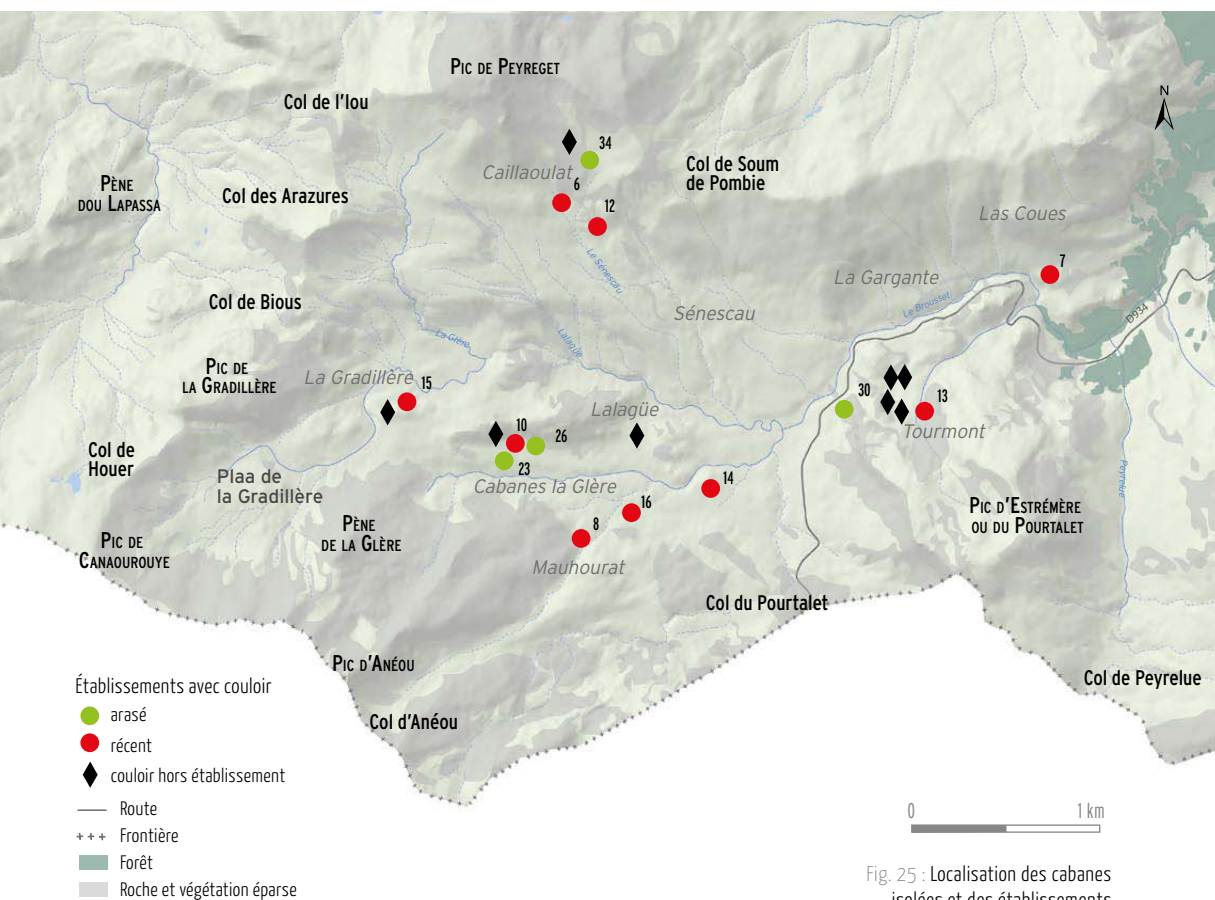 Pic de Peyreget
N
Col de l'Iou
34
Caillaoulat
Col de Soum
de Pombie
Pène
dou Lapassa
Col des Arazures
6
12
Las Coues
Le Sénescau
7
La Gargante
Col de Bious
Sénescau
Le Brousset
D934
La Glère
Lalagüe
Pic de
la Gradillère
La Gradillère
15
30
13
Lalagüe
Tourmont
10
26
Col de
Houer
23
Plaa de
la Gradillère
Cabanes la Glère
14
Peyrelue
16
Pic d'Estrémère
ou du Pourtalet
Pène
de la Glère
8
Pic de
Canaourouye
Mauhourat
Col du Pourtalet
Pic d'Anéou
Col de Peyrelue
Col d'Anéou
Établissements avec couloir
arasé
récent
couloir hors établissement
Route
Frontière
Forêt
Roche et végétation éparse
0 1 km
Fig. 25 : Localisation des cabanes
isolées et des établissements